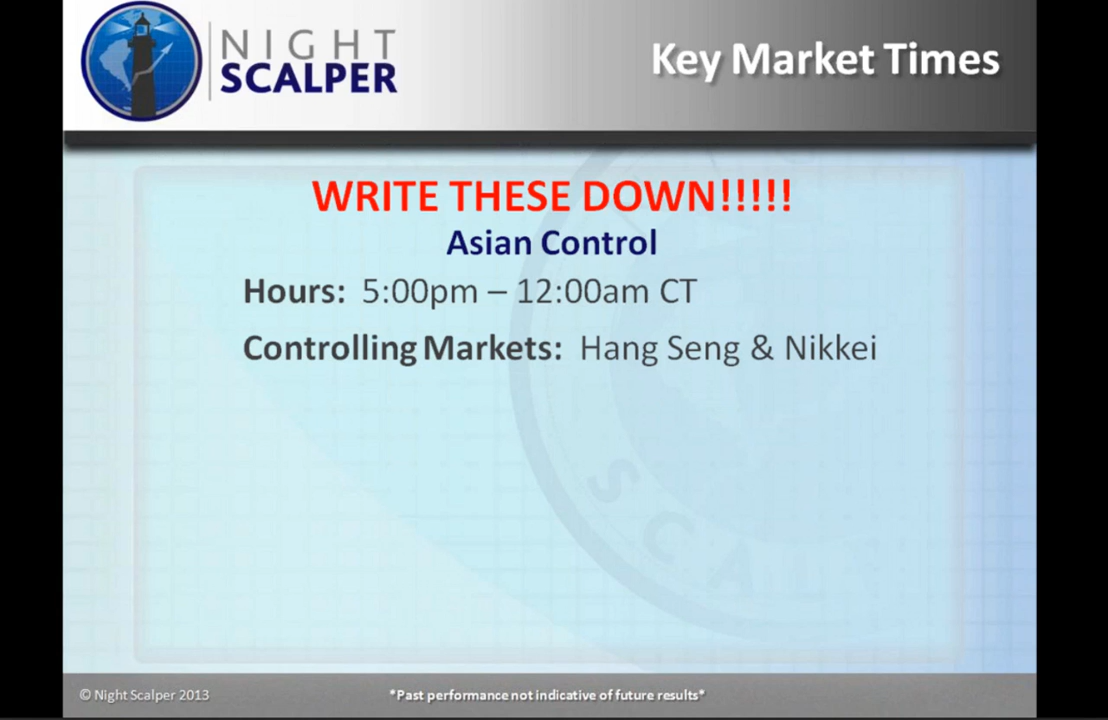 NIGHT
SCALPER
Key Market Times
WRITE THESE DOWN!!!!!
Asian Control
Hours: 5:00pm – 12:00am CT
Controlling Markets: Hang Seng & Nikkei
SCAL
© Night Scalper 2013
*Past performance not indicative of future results*